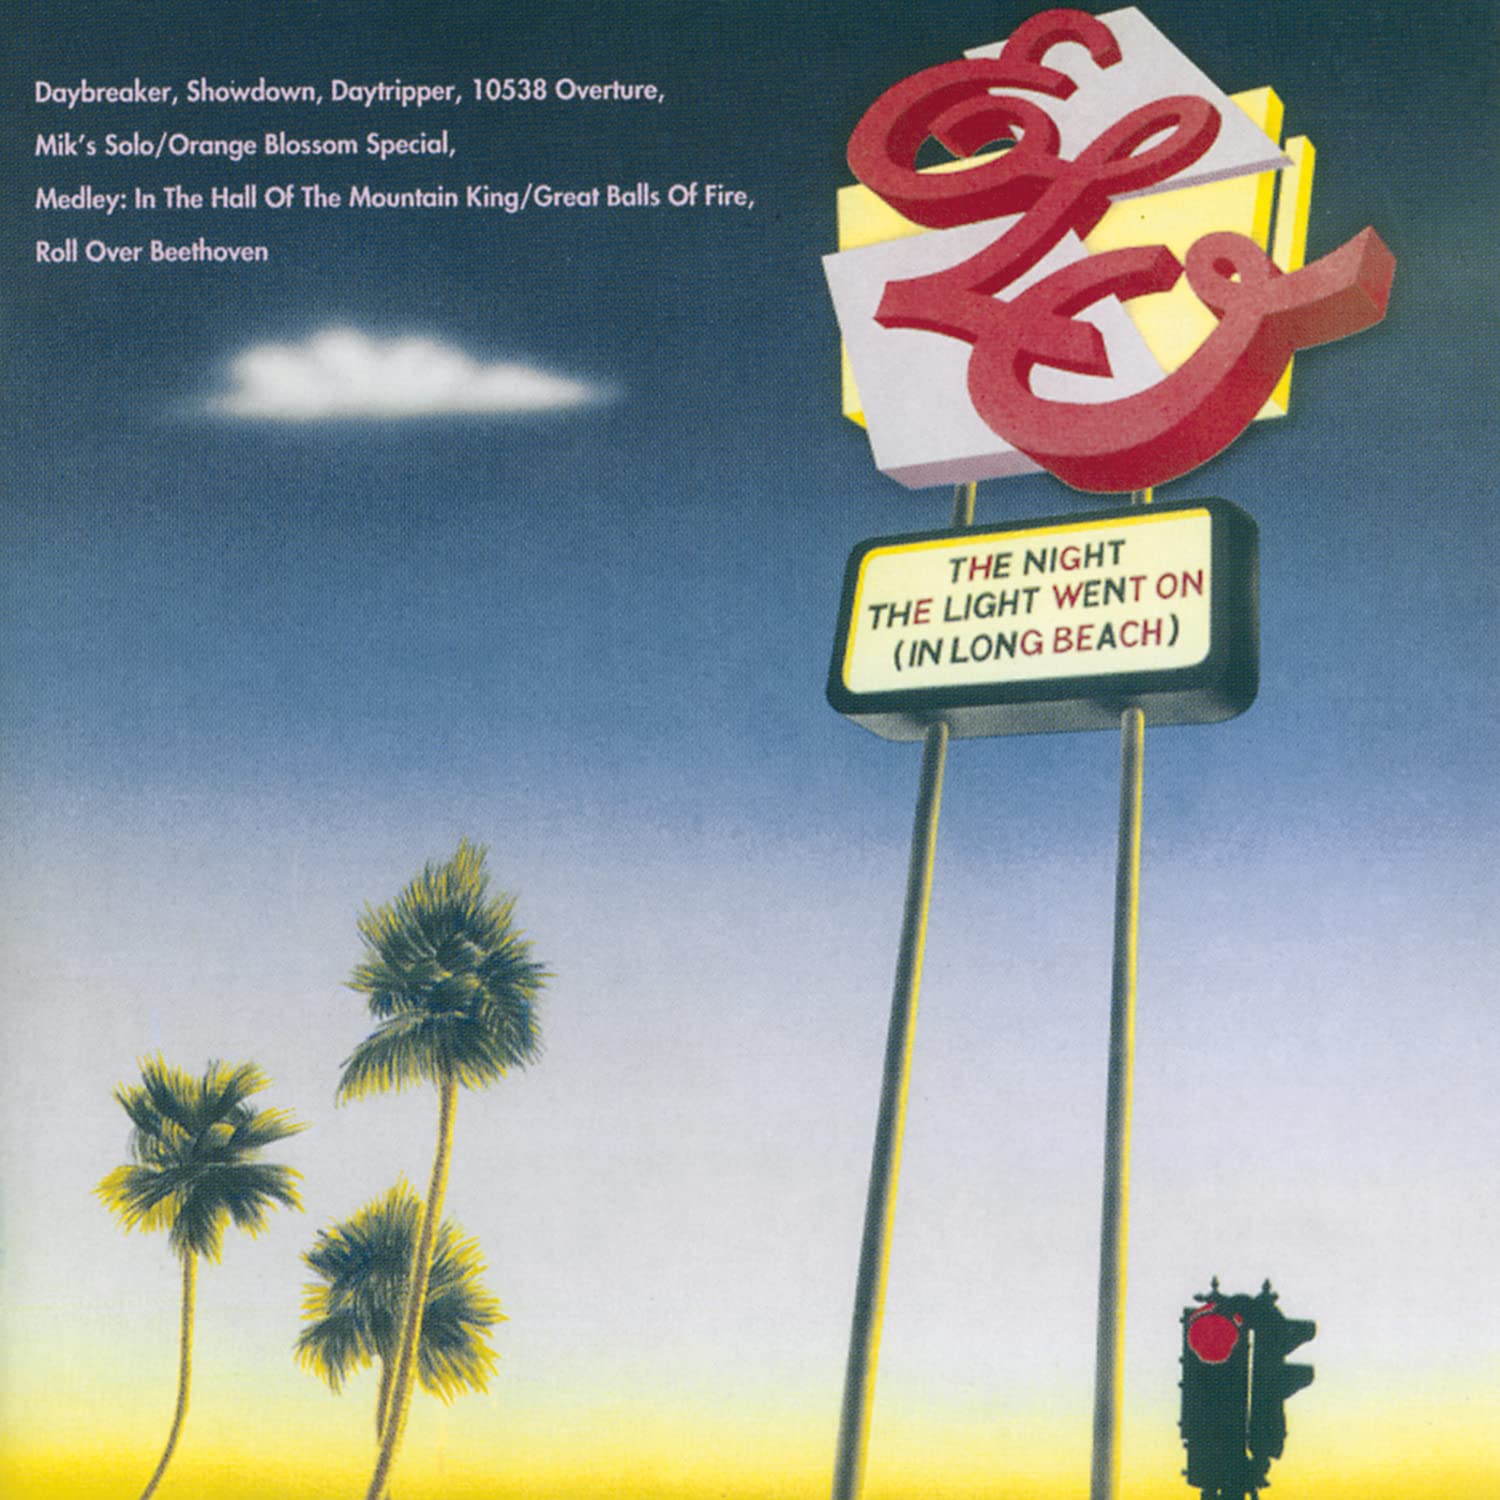 Daybreaker, Showdown, Daytripper, 10538 Overture,
Mik's Solo/Orange Blossom Special,
Medley: In The Hall Of The Mountain King/Great Balls Of Fire,
Roll Over Beethoven
ELO
THE NIGHT
THE LIGHT WENT ON
(IN LONG BEACH)